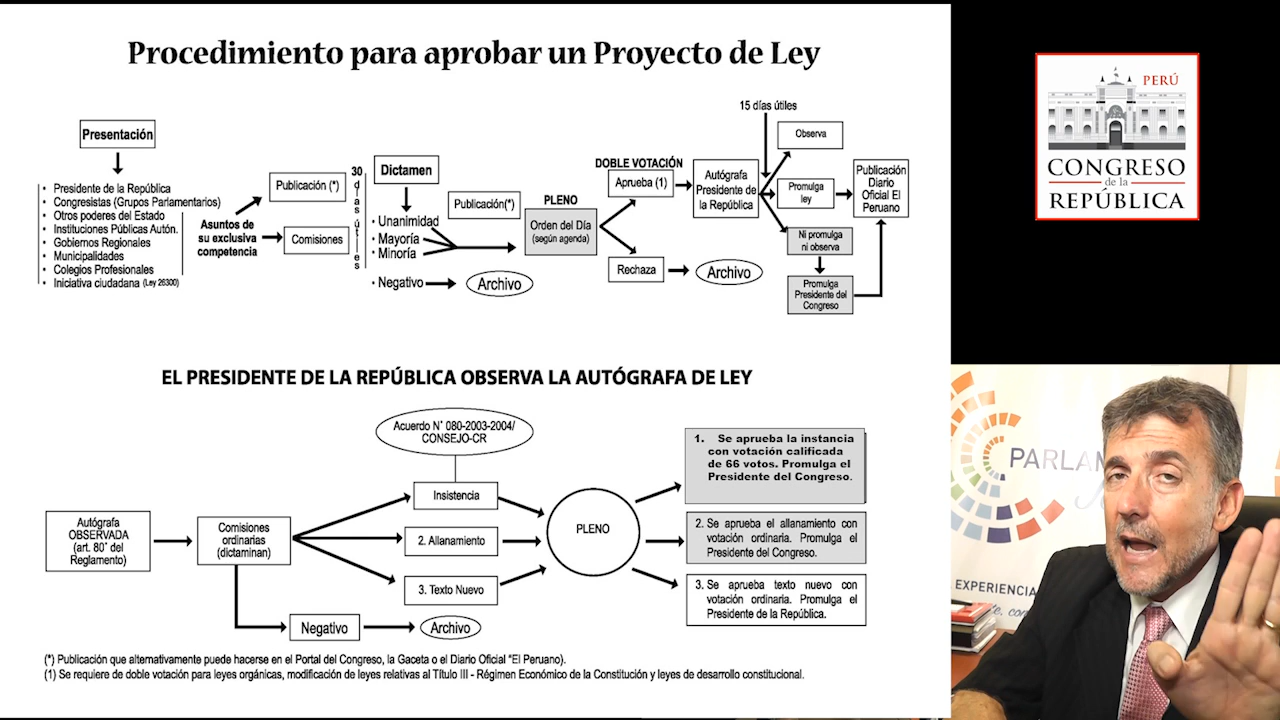 Procedimiento para aprobar un Proyecto de Ley
Presentación
• Presidente de la República
• Congresistas (Grupos Parlamentarios)
• Otros poderes del Estado
• Instituciones Públicas Autón.
• Gobiernos Regionales
• Municipalidades
• Colegios Profesionales
• Iniciativa ciudadana (Ley 26300)
Asuntos de
su exclusiva
competencia
Publicación (*)
Comisiones
30
días útiles
Dictamen
· Unanimidad
· Mayoría
· Minoría
· Negativo
Archivo
Publicación(*)
PLENO
Orden del Día
(según agenda)
DOBLE VOTACIÓN
Aprueba (1)
Rechaza
Archivo
Autógrafa
Presidente de
la República
15 días útiles
Observa
Promulga
ley
Ni promulga
ni observa
Promulga
Presidente del
Congreso
Publicación
Diario
Oficial El
Peruano
EL PRESIDENTE DE LA REPÚBLICA OBSERVA LA AUTÓGRAFA DE LEY
Acuerdo N° 080-2003-2004/
CONSEJO-CR
Autógrafa
OBSERVADA
(art. 80° del
Reglamento)
Comisiones
ordinarias
(dictaminan)
Insistencia
2. Allanamiento
3. Texto Nuevo
Negativo
Archivo
PLENO
1. Se aprueba la instancia
con votación calificada
de 66 votos. Promulga el
Presidente del Congreso.
2. Se aprueba el allanamiento con
votación ordinaria. Promulga el
Presidente del Congreso.
3. Se aprueba texto nuevo con
votación ordinaria. Promulga el
Presidente de la República.
(*) Publicación que alternativamente puede hacerse en el Portal del Congreso, la Gaceta o el Diario Oficial "El Peruano).
(1) Se requiere de doble votación para leyes orgánicas, modificación de leyes relativas al Título III - Régimen Económico de la Constitución y leyes de desarrollo constitucional.
PERÚ
CONGRESO
de la
REPÚBLICA
PARLAM
EXPERIENCIA